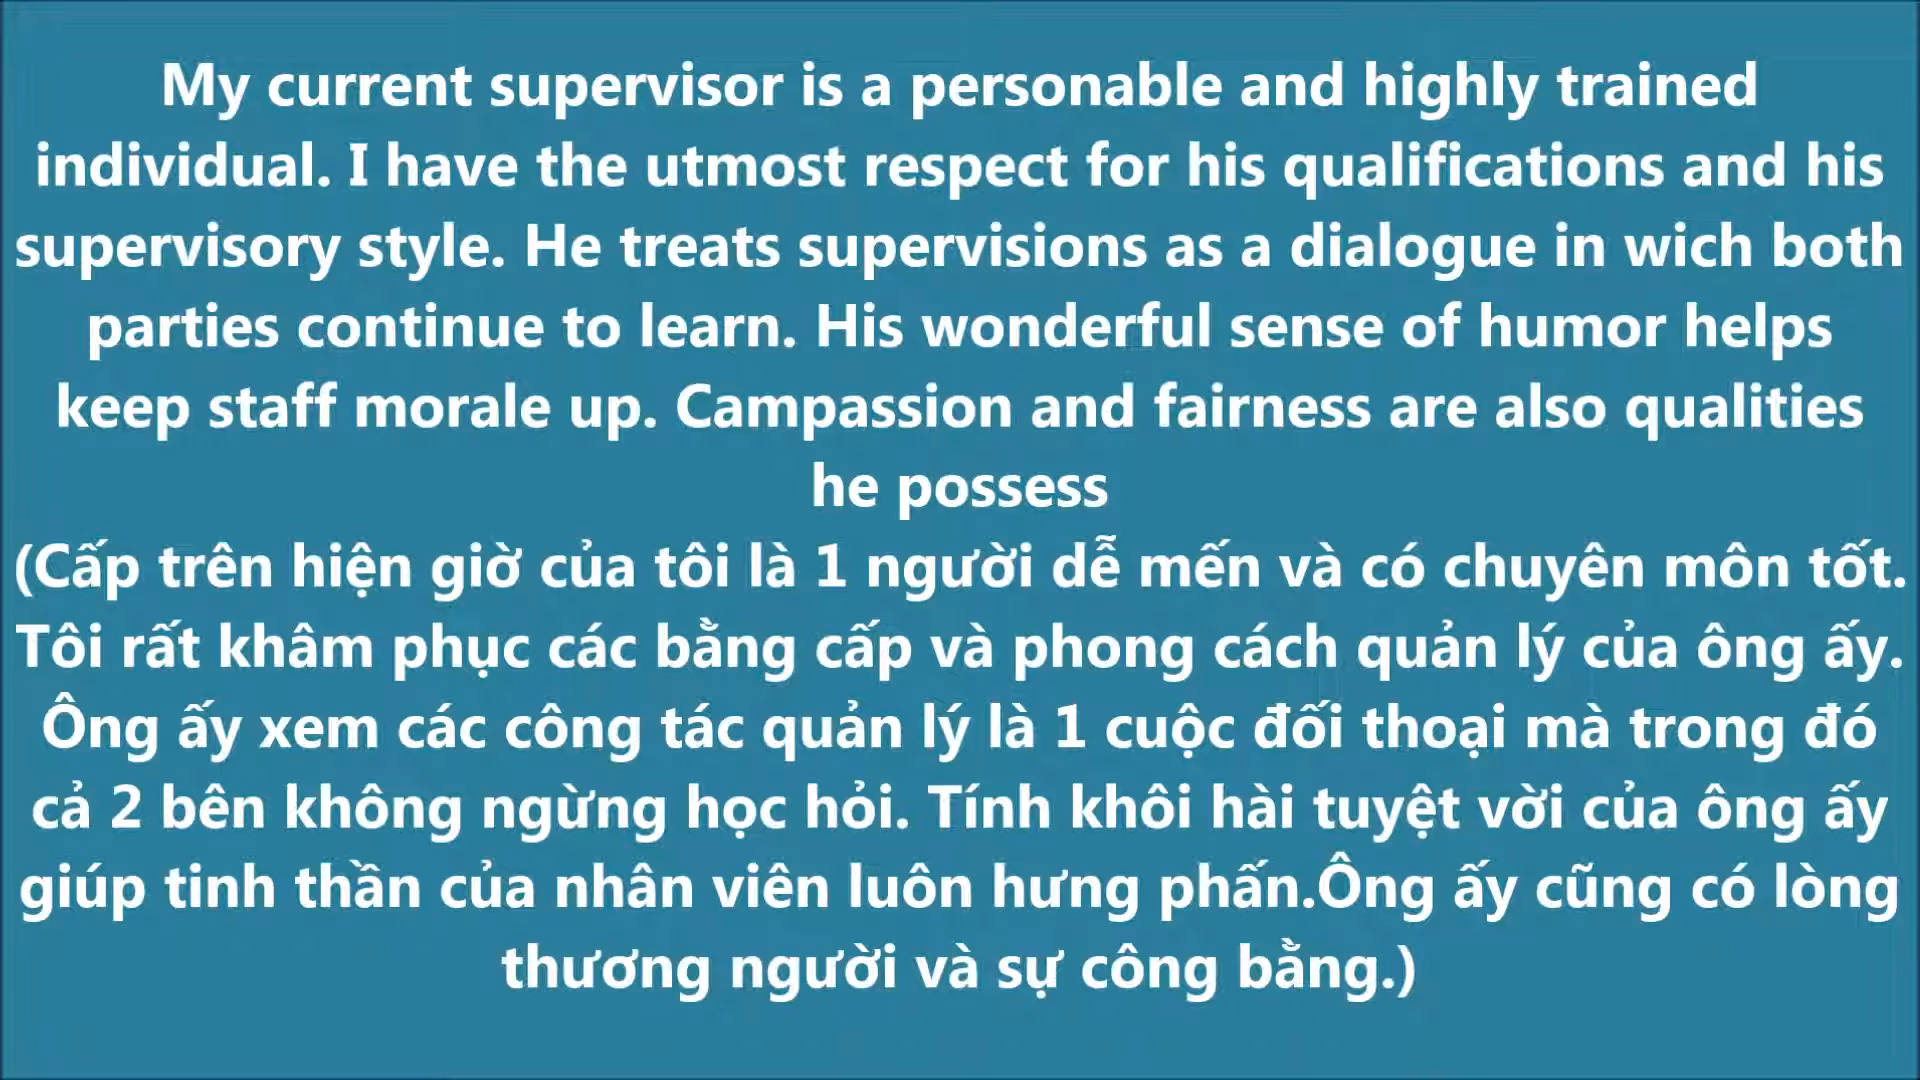 My current supervisor is a personable and highly trained
individual. I have the utmost respect for his qualifications and his
supervisory style. He treats supervisions as a dialogue in wich both
parties continue to learn. His wonderful sense of humor helps
keep staff morale up. Campassion and fairness are also qualities
he possess
(Cấp trên hiện giờ của tôi là 1 người dễ mến và có chuyên môn tốt.
Tôi rất khâm phục các bằng cấp và phong cách quản lý của ông ấy.
Ông ấy xem các công tác quản lý là 1 cuộc đối thoại mà trong đó
cả 2 bên không ngừng học hỏi. Tính khôi hài tuyệt vời của ông ấy
giúp tinh thần của nhân viên luôn hưng phấn.Ông ấy cũng có lòng
thương người và sự công bằng.)